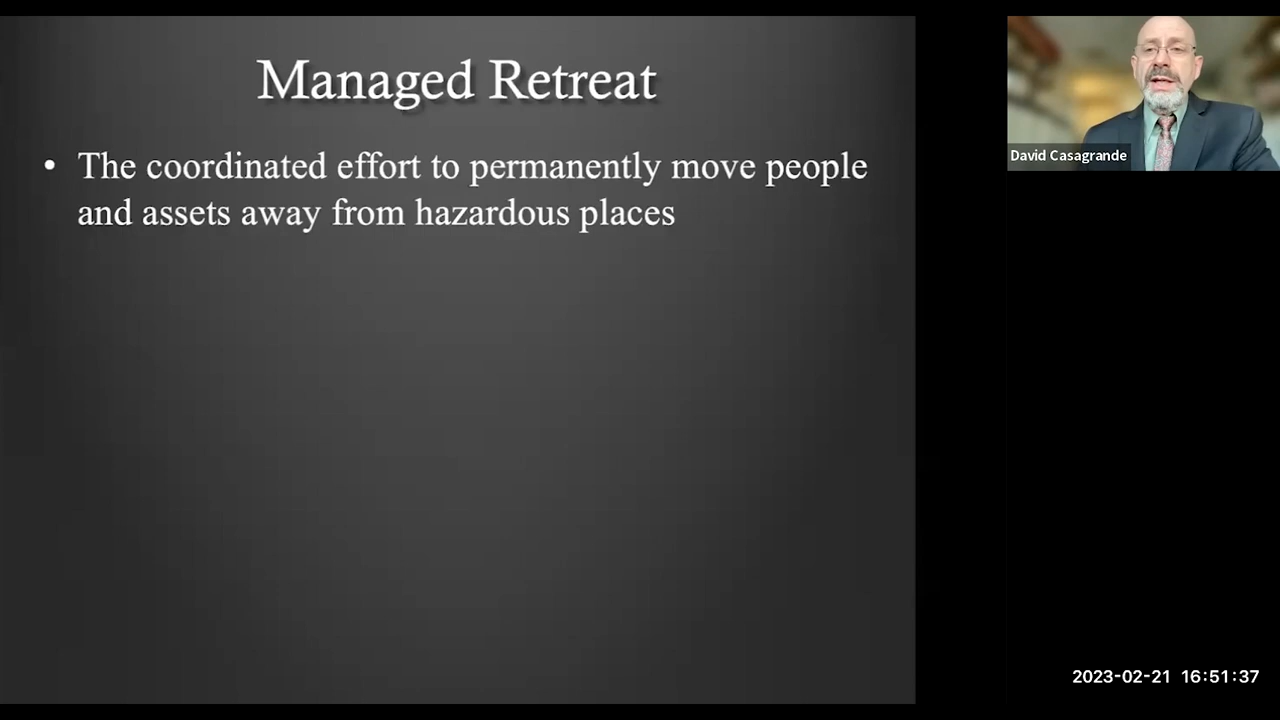 Managed Retreat
• The coordinated effort to permanently move people
and assets away from hazardous places
David Casagrande
2023-02-21 16:51:37